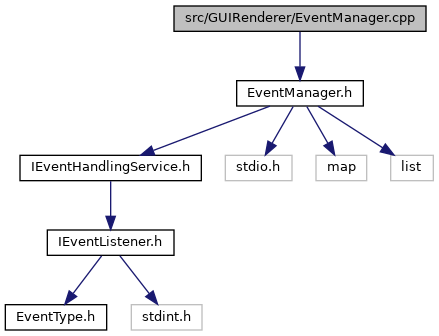 src/GUIRenderer/EventManager.cpp
EventManager.h
IEventHandlingService.h
stdio.h
map
list
IEventListener.h
EventType.h
stdint.h